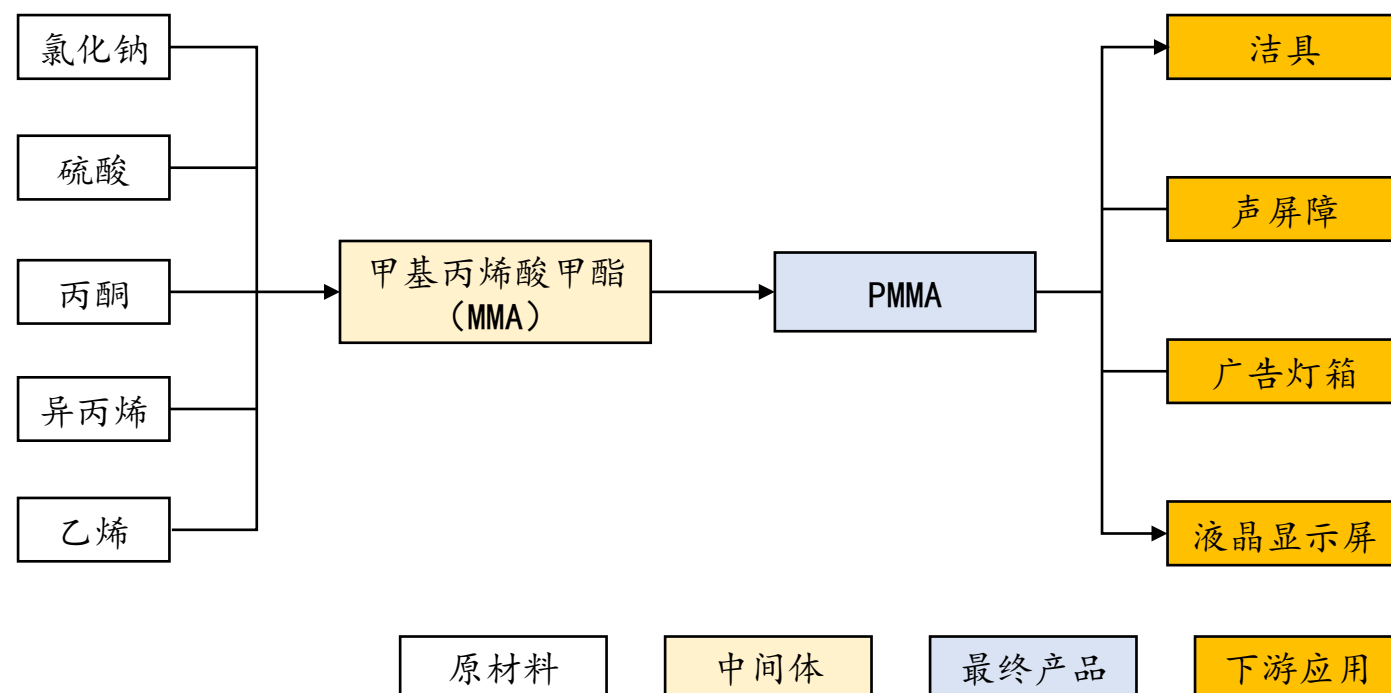 氯化钠
硫酸
丙酮
异丙烯
乙烯
甲基丙烯酸甲酯
（MMA）
PMMA
洁具
声屏障
广告灯箱
液晶显示屏
原材料
中间体
最终产品
下游应用